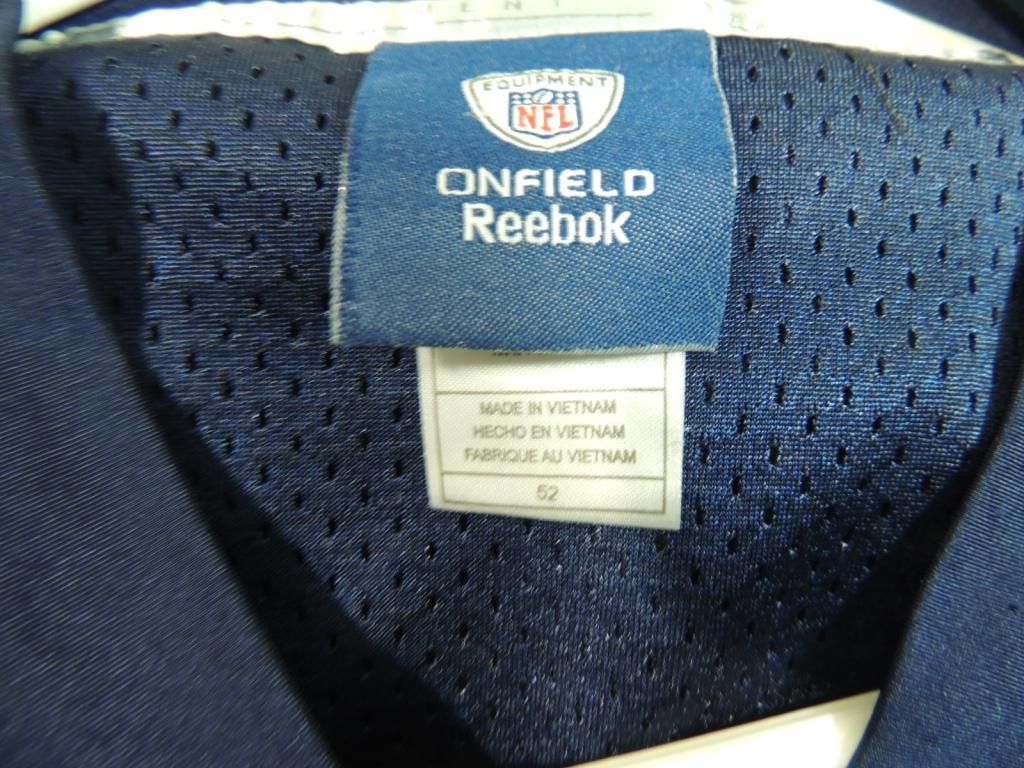 EQUIPMENT
NFL
ONFIELD
Reebok
MADE IN VIETNAM
HECHO EN VIETNAM
FABRIQUE AU VIETNAM
52